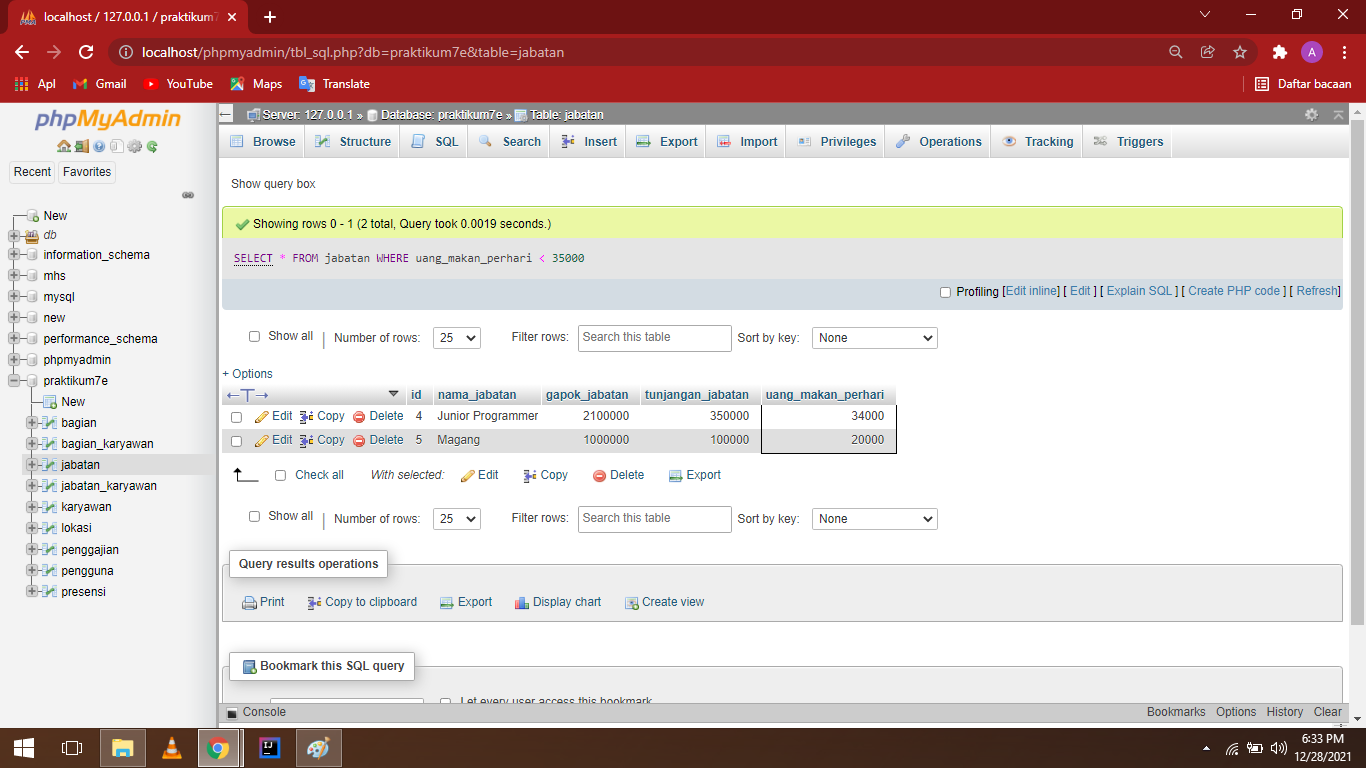 localhost / 127.0.0.1 / praktikum7
localhost/phpmyadmin/tbl_sql.php?db=praktikum7e&table=jabatan
A
Apl Gmail YouTube Maps Translate Daftar bacaan
phpMyAdmin
Recent Favorites
New
db
information_schema
mhs
mysql
new
performance_schema
phpmyadmin
praktikum7e
New
bagian
bagian_karyawan
jabatan
jabatan_karyawan
karyawan
lokasi
penggajian
pengguna
presensi
Server: 127.0.0.1 » Database: praktikum7e » Table: jabatan
Browse Structure SQL Search Insert Export Import Privileges Operations Tracking Triggers
Show query box
Showing rows 0 - 1 (2 total, Query took 0.0019 seconds.)
SELECT * FROM jabatan WHERE uang_makan_perhari < 35000
Profiling [Edit inline] [ Edit ] [ Explain SQL ] [ Create PHP code ] [ Refresh]
Show all | Number of rows: 25 Filter rows: Search this table Sort by key: None
+ Options
←T→ id nama_jabatan gapok_jabatan tunjangan_jabatan uang_makan_perhari
Edit Copy Delete 4 Junior Programmer 2100000 350000 34000
Edit Copy Delete 5 Magang 1000000 100000 20000
Check all With selected: Edit Copy Delete Export
Show all | Number of rows: 25 Filter rows: Search this table Sort by key: None
Query results operations
Print Copy to clipboard Export Display chart Create view
Bookmark this SQL query
Let every user access this bookmark
Console Bookmarks Options History Clear
6:33 PM
12/28/2021